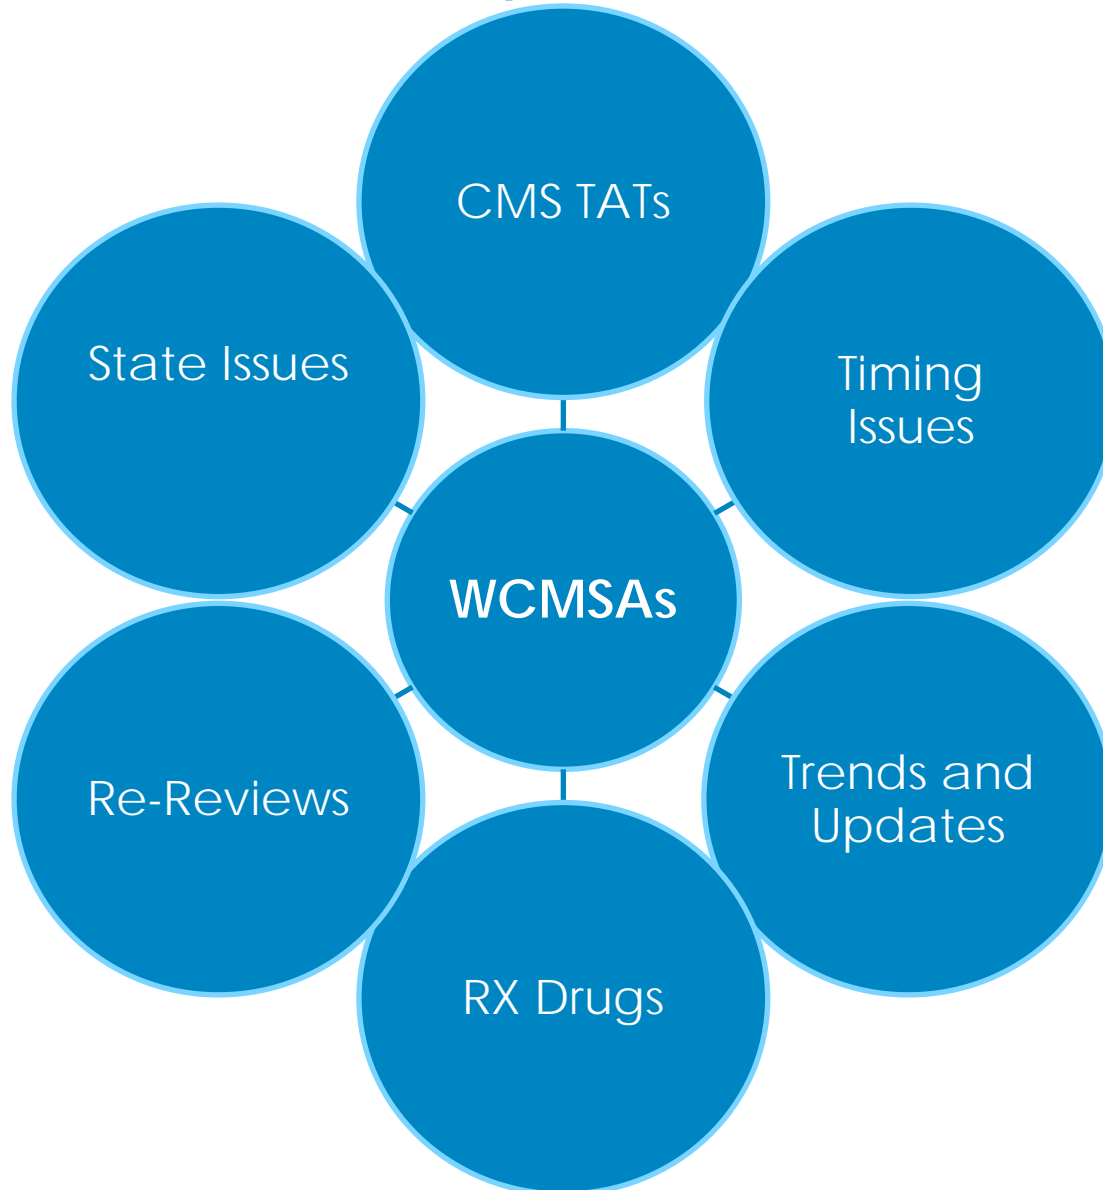 CMS TATs
State Issues
Timing
Issues
WCMSAs
Re-Reviews
Trends and
Updates
RX Drugs